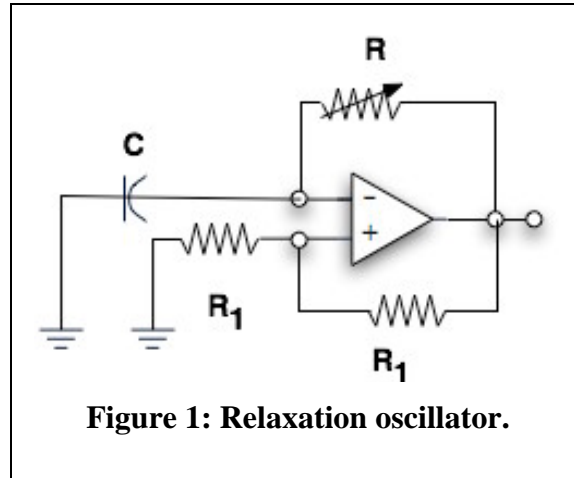 R
C
-
+
R1
R1
Figure 1: Relaxation oscillator.